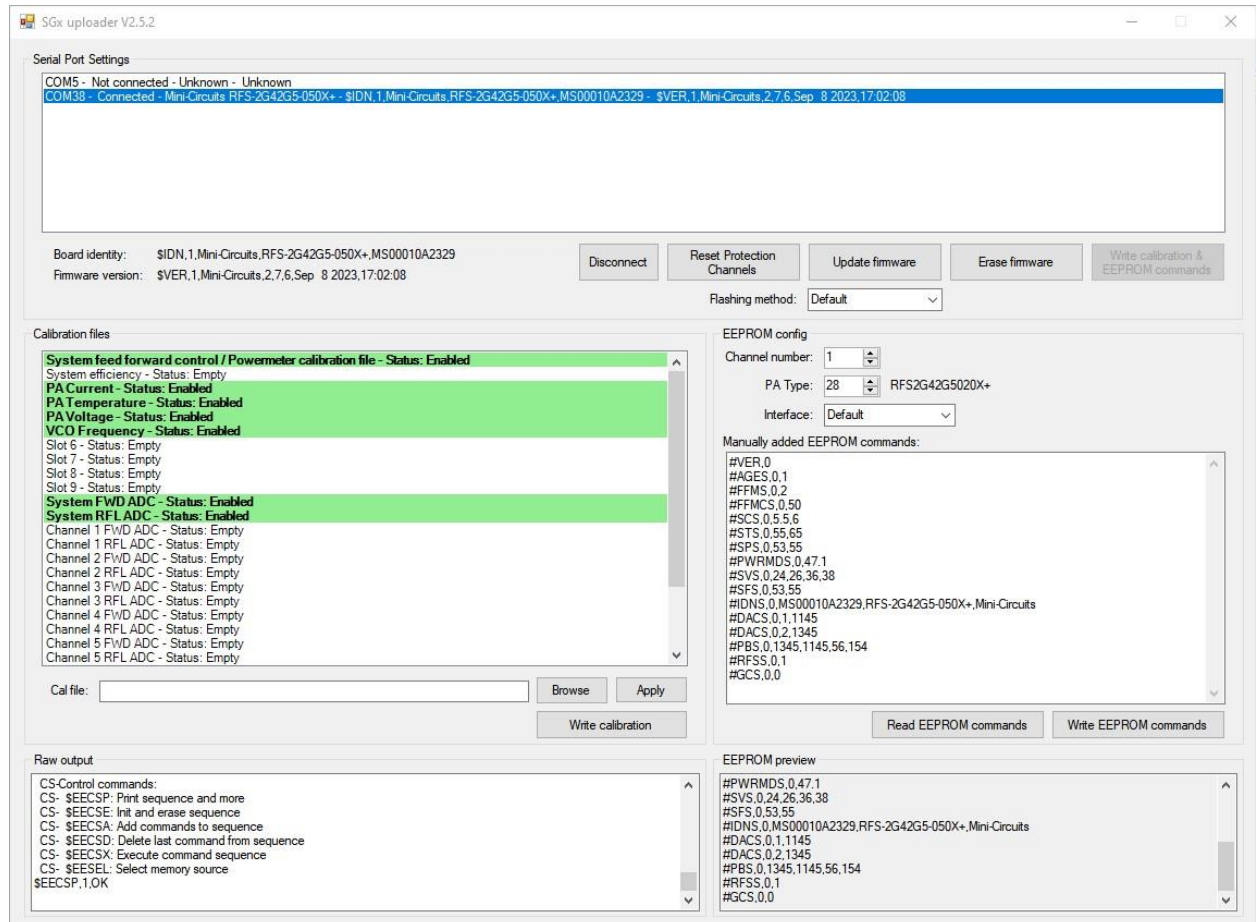 SGx uploader V2.5.2
Serial Port Settings
COM5 - Not connected - Unknown - Unknown
COM38 - Connected - Mini-Circuits RFS-2G42G5-050X+ - $IDN,1,Mini-Circuits,RFS-2G42G5-050X+,MS00010A2329 - $VER,1,Mini-Circuits,2,7,6,Sep 8 2023,17:02:08
Board identity: $IDN,1,Mini-Circuits,RFS-2G42G5-050X+,MS00010A2329
Firmware version: $VER,1,Mini-Circuits,2,7,6,Sep 8 2023,17:02:08
Disconnect
Reset Protection
Channels
Update firmware
Erase firmware
Write calibration &
EEPROM commands
Flashing method: Default
Calibration files
System feed forward control / Powermeter calibration file - Status: Enabled
System efficiency - Status: Empty
PA Current - Status: Enabled
PA Temperature - Status: Enabled
PA Voltage - Status: Enabled
VCO Frequency - Status: Enabled
Slot 6 - Status: Empty
Slot 7 - Status: Empty
Slot 8 - Status: Empty
Slot 9 - Status: Empty
System FWD ADC - Status: Enabled
System RFL ADC - Status: Enabled
Channel 1 FWD ADC - Status: Empty
Channel 1 RFL ADC - Status: Empty
Channel 2 FWD ADC - Status: Empty
Channel 2 RFL ADC - Status: Empty
Channel 3 FWD ADC - Status: Empty
Channel 3 RFL ADC - Status: Empty
Channel 4 FWD ADC - Status: Empty
Channel 4 RFL ADC - Status: Empty
Channel 5 FWD ADC - Status: Empty
Channel 5 RFL ADC - Status: Empty
Cal file:
Browse
Apply
Write calibration
EEPROM config
Channel number: 1
PA Type: 28 RFS2G42G5020X+
Interface: Default
Manually added EEPROM commands:
#VER,0
#AGES,0,1
#FFMS,0,2
#FFMCS,0,50
#SCS,0,5.5,6
#STS,0,55,65
#SPS,0,53,55
#PWRMDS,0,47.1
#SVS,0,24,26,36,38
#SFS,0,53,55
#IDNS,0,MS00010A2329,RFS-2G42G5-050X+,Mini-Circuits
#DACS,0,1,1145
#DACS,0,2,1345
#PBS,0,1345,1145,56,154
#RFSS,0,1
#GCS,0,0
Read EEPROM commands
Write EEPROM commands
Raw output
CS-Control commands:
CS- $EECSP: Print sequence and more
CS- $EECSE: Init and erase sequence
CS- $EECSA: Add commands to sequence
CS- $EECSD: Delete last command from sequence
CS- $EECSX: Execute command sequence
CS- $EESEL: Select memory source
$EECSP,1,OK
EEPROM preview
#PWRMDS,0,47.1
#SVS,0,24,26,36,38
#SFS,0,53,55
#IDNS,0,MS00010A2329,RFS-2G42G5-050X+,Mini-Circuits
#DACS,0,1,1145
#DACS,0,2,1345
#PBS,0,1345,1145,56,154
#RFSS,0,1
#GCS,0,0